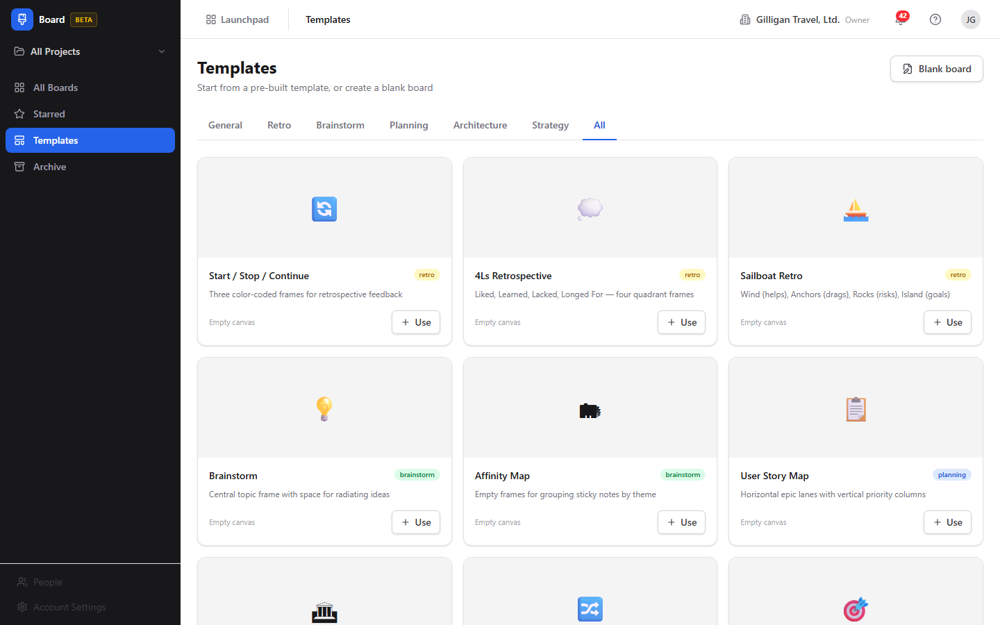 Board BETA
All Projects
All Boards
Starred
Templates
Archive
People
Account Settings
Launchpad
Templates
Gilligan Travel, Ltd. Owner
42
JG
Templates
Start from a pre-built template, or create a blank board
Blank board
General Retro Brainstorm Planning Architecture Strategy All
Start / Stop / Continue retro
Three color-coded frames for retrospective feedback
Empty canvas + Use
4Ls Retrospective retro
Liked, Learned, Lacked, Longed For — four quadrant frames
Empty canvas + Use
Sailboat Retro retro
Wind (helps), Anchors (drags), Rocks (risks), Island (goals)
Empty canvas + Use
Brainstorm brainstorm
Central topic frame with space for radiating ideas
Empty canvas + Use
Affinity Map brainstorm
Empty frames for grouping sticky notes by theme
Empty canvas + Use
User Story Map planning
Horizontal epic lanes with vertical priority columns
Empty canvas + Use